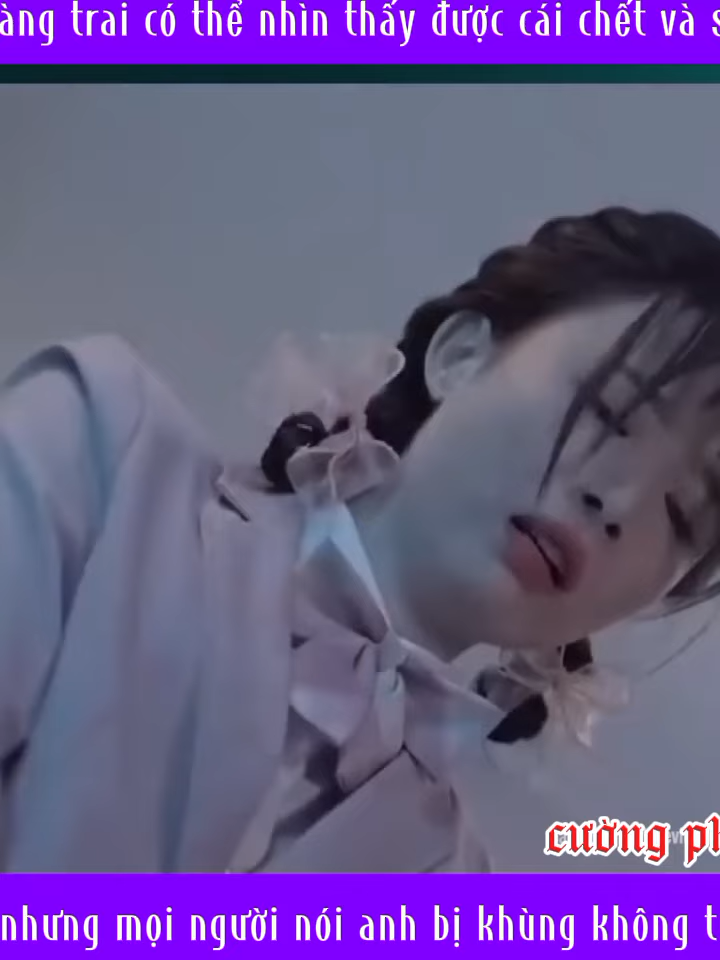 àng trai có thể nhìn thấy được cái chết và s
cường ph
nhưng mọi người nói anh bị khùng không t